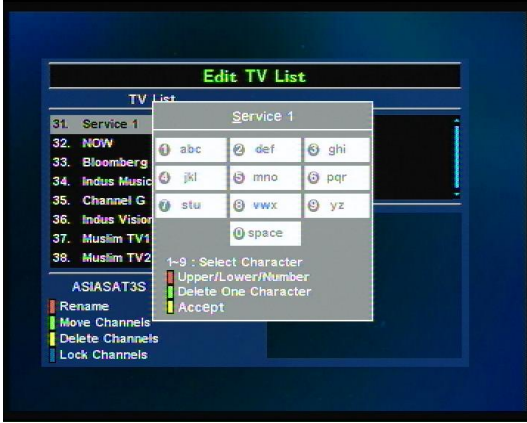 Edit TV List
TV List
31. Service 1
32. NOW
33. Bloomberg
34. Indus Music
35. Channel G
36. Indus Vision
37. Muslim TV1
38. Muslim TV2
Service 1
1 abc 2 def 3 ghi
4 jkl 5 mno 6 pqr
7 stu 8 vwx 9 yz
0 space
1~9 : Select Character
Upper/Lower/Number
Delete One Character
Accept
ASIASAT3S
Rename
Move Channels
Delete Channels
Lock Channels